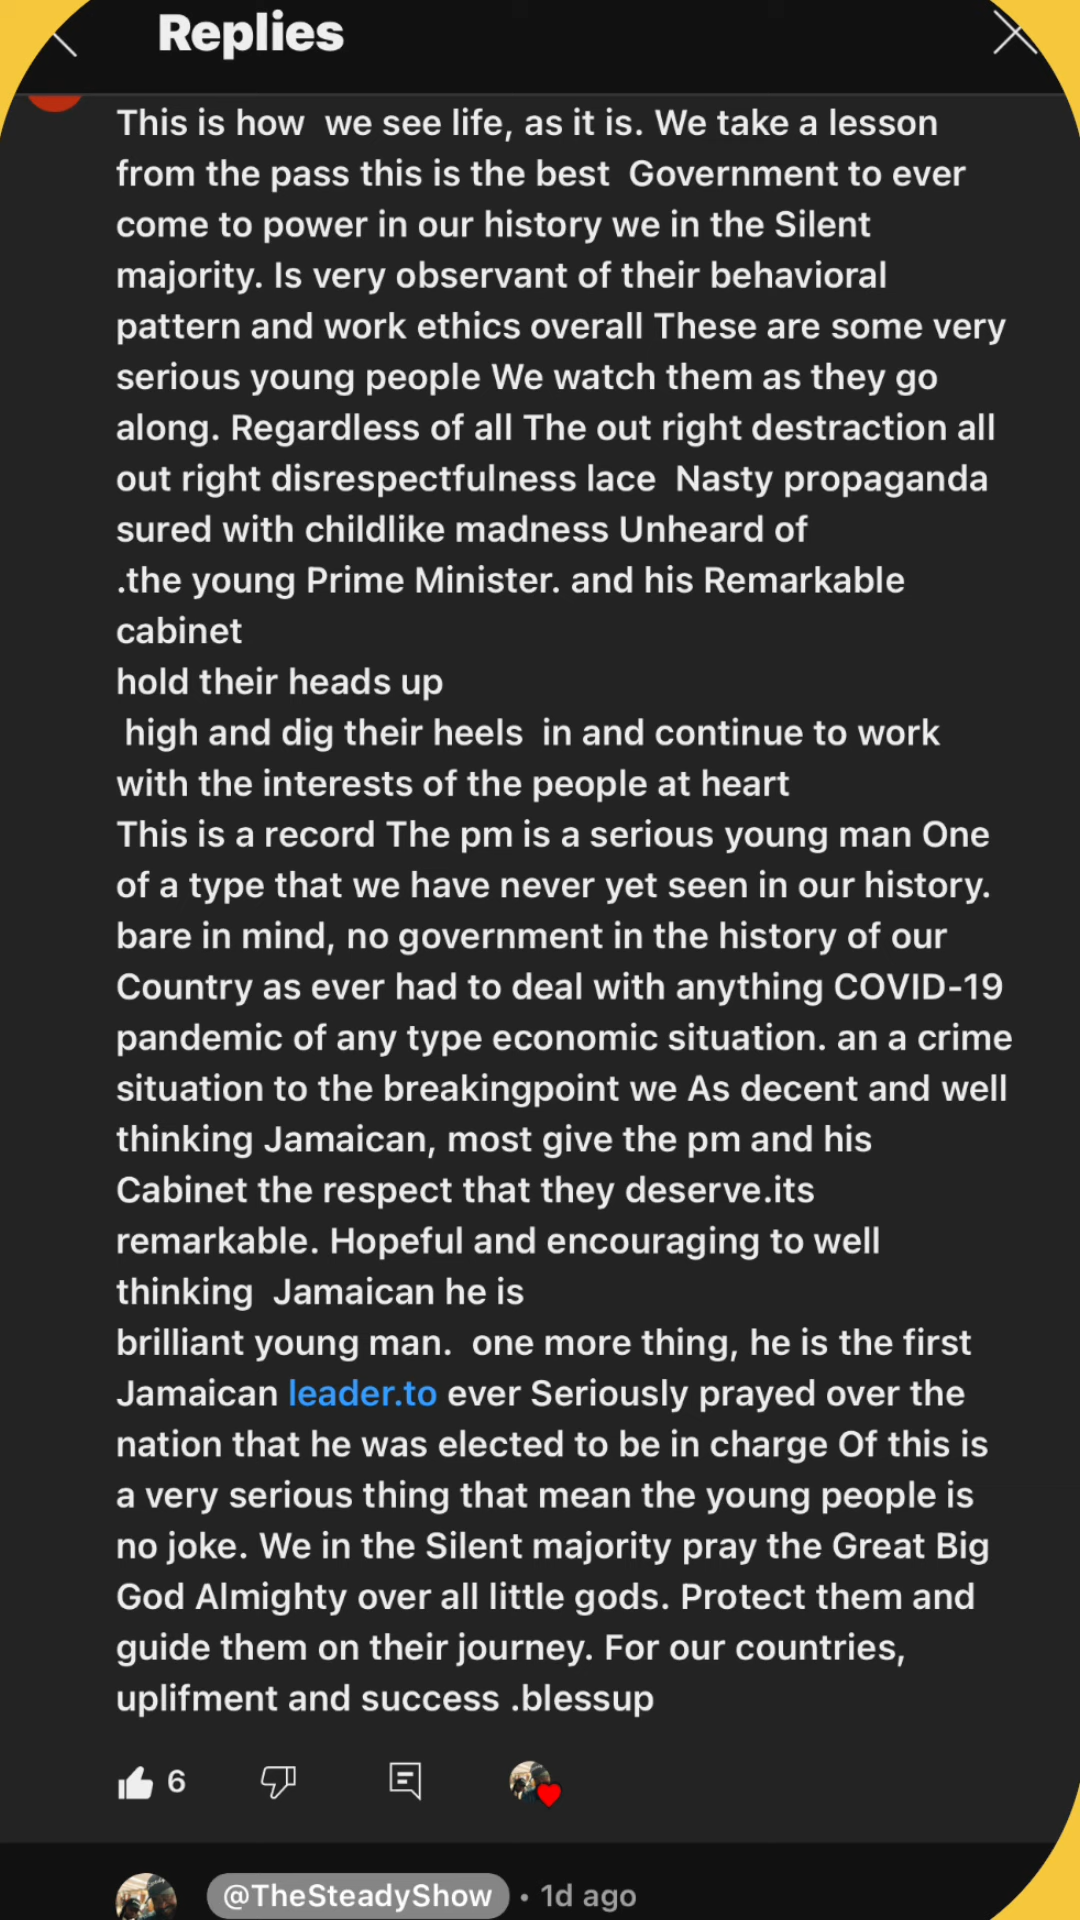 Replies
This is how  we see life, as it is. We take a lesson
from the pass this is the best  Government to ever
come to power in our history we in the Silent
majority. Is very observant of their behavioral
pattern and work ethics overall These are some very
serious young people We watch them as they go
along. Regardless of all The out right destraction all
out right disrespectfulness lace  Nasty propaganda
sured with childlike madness Unheard of
.the young Prime Minister. and his Remarkable
cabinet
hold their heads up
high and dig their heels  in and continue to work
with the interests of the people at heart
This is a record The pm is a serious young man One
of a type that we have never yet seen in our history.
bare in mind, no government in the history of our
Country as ever had to deal with anything COVID-19
pandemic of any type economic situation. an a crime
situation to the breakingpoint we As decent and well
thinking Jamaican, most give the pm and his
Cabinet the respect that they deserve.its
remarkable. Hopeful and encouraging to well
thinking  Jamaican he is
brilliant young man.  one more thing, he is the first
Jamaican leader.to ever Seriously prayed over the
nation that he was elected to be in charge Of this is
a very serious thing that mean the young people is
no joke. We in the Silent majority pray the Great Big
God Almighty over all little gods. Protect them and
guide them on their journey. For our countries,
uplifment and success .blessup
6
@TheSteadyShow • 1d ago